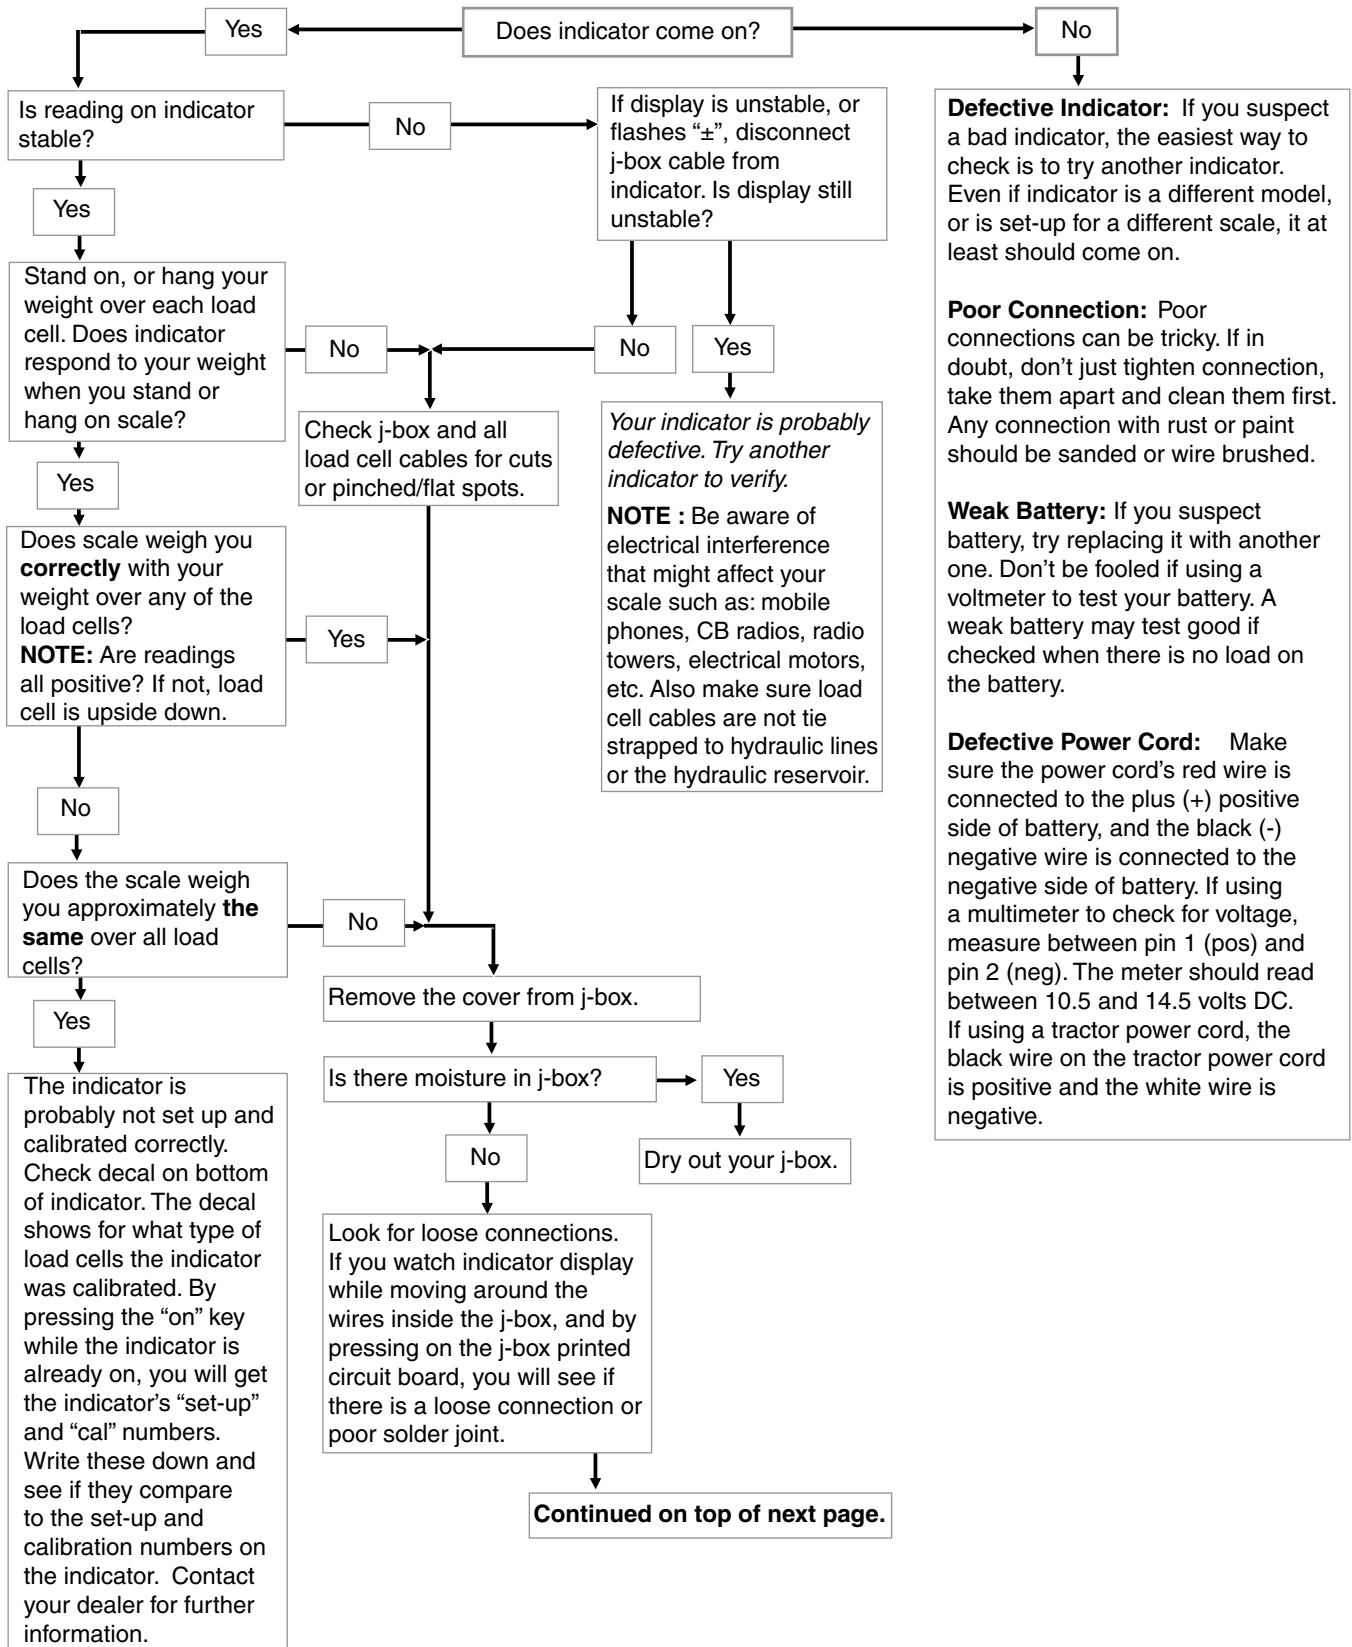 Does indicator come on?
Yes
No
Is reading on indicator
stable?
No
If display is unstable, or
flashes “±”, disconnect
j-box cable from
indicator. Is display still
unstable?
Yes
Stand on, or hang your
weight over each load
cell. Does indicator
respond to your weight
when you stand or
hang on scale?
No
No
Yes
Check j-box and all
load cell cables for cuts
or pinched/flat spots.
Your indicator is probably
defective. Try another
indicator to verify.
NOTE : Be aware of
electrical interference
that might affect your
scale such as: mobile
phones, CB radios, radio
towers, electrical motors,
etc. Also make sure load
cell cables are not tie
strapped to hydraulic lines
or the hydraulic reservoir.
Yes
Does scale weigh you
correctly with your
weight over any of the
load cells?
NOTE: Are readings
all positive? If not, load
cell is upside down.
Yes
No
Does the scale weigh
you approximately the
same over all load
cells?
No
Yes
The indicator is
probably not set up and
calibrated correctly.
Check decal on bottom
of indicator. The decal
shows for what type of
load cells the indicator
was calibrated. By
pressing the “on” key
while the indicator is
already on, you will get
the indicator’s “set-up”
and “cal” numbers.
Write these down and
see if they compare
to the set-up and
calibration numbers on
the indicator. Contact
your dealer for further
information.
Remove the cover from j-box.
Is there moisture in j-box?
Yes
No
Dry out your j-box.
Look for loose connections.
If you watch indicator display
while moving around the
wires inside the j-box, and by
pressing on the j-box printed
circuit board, you will see if
there is a loose connection or
poor solder joint.
Continued on top of next page.
Defective Indicator: If you suspect
a bad indicator, the easiest way to
check is to try another indicator.
Even if indicator is a different model,
or is set-up for a different scale, it at
least should come on.
Poor Connection: Poor
connections can be tricky. If in
doubt, don’t just tighten connection,
take them apart and clean them first.
Any connection with rust or paint
should be sanded or wire brushed.
Weak Battery: If you suspect
battery, try replacing it with another
one. Don’t be fooled if using a
voltmeter to test your battery. A
weak battery may test good if
checked when there is no load on
the battery.
Defective Power Cord: Make
sure the power cord’s red wire is
connected to the plus (+) positive
side of battery, and the black (-)
negative wire is connected to the
negative side of battery. If using
a multimeter to check for voltage,
measure between pin 1 (pos) and
pin 2 (neg). The meter should read
between 10.5 and 14.5 volts DC.
If using a tractor power cord, the
black wire on the tractor power cord
is positive and the white wire is
negative.